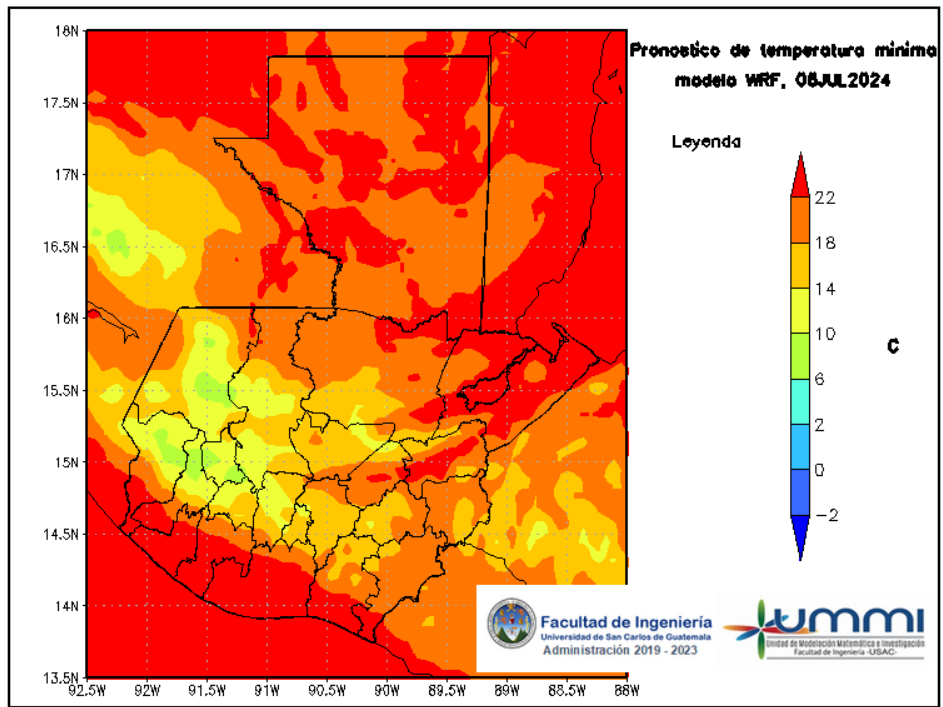 Pronostico de temperatura minima
modelo WRF, 08JUL2024
Leyenda
22
18
14
10
6
2
0
−2
C
18N
17.5N
17N
16.5N
16N
15.5N
15N
14.5N
14N
13.5N
92.5W
92W
91.5W
91W
90.5W
90W
89.5W
89W
88.5W
88W
Facultad de Ingeniería
Universidad de San Carlos de Guatemala
Administración 2019 - 2023
UMMI
Unidad de Modelación Matemática e Investigación
Facultad de Ingeniería -USAC-